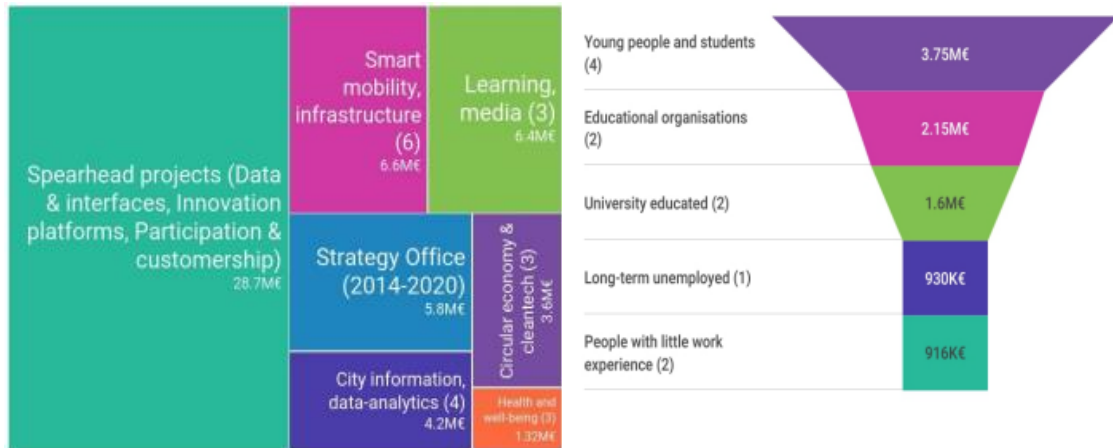 Spearhead projects (Data
& interfaces, Innovation
platforms, Participation &
customership)
28.7M€
Smart
mobility,
infrastructure
(6)
6.6M€
Learning,
media (3)
6.4M€
Strategy Office
(2014-2020)
5.8M€
Circular economy &
cleantech (3)
3.6M€
City information,
data-analytics (4)
4.2M€
Health and
well-being (3)
1.32M€
Young people and students
(4)
3.75M€
Educational organisations
(2)
2.15M€
University educated (2)
1.6M€
Long-term unemployed (1)
930K€
People with little work
experience (2)
916K€